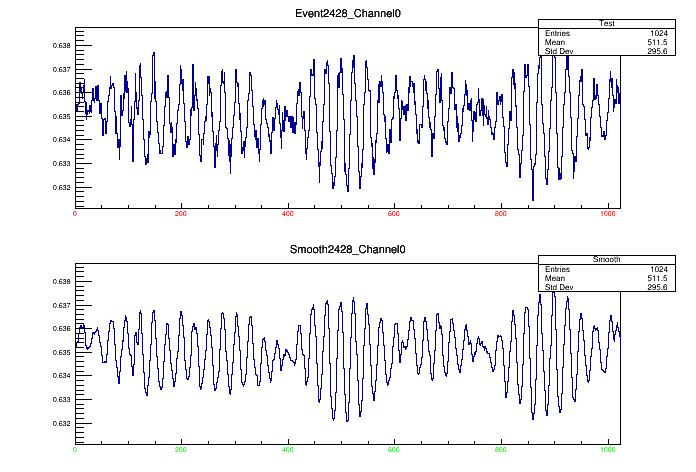 Event2428_Channel0
Test
Entries 1024
Mean 511.5
Std Dev 295.6
0.638
0.637
0.636
0.635
0.634
0.633
0.632
0 200 400 600 800 1000
Smooth2428_Channel0
Smooth
Entries 1024
Mean 511.5
Std Dev 295.6
0.638
0.637
0.636
0.635
0.634
0.633
0.632
0 200 400 600 800 1000